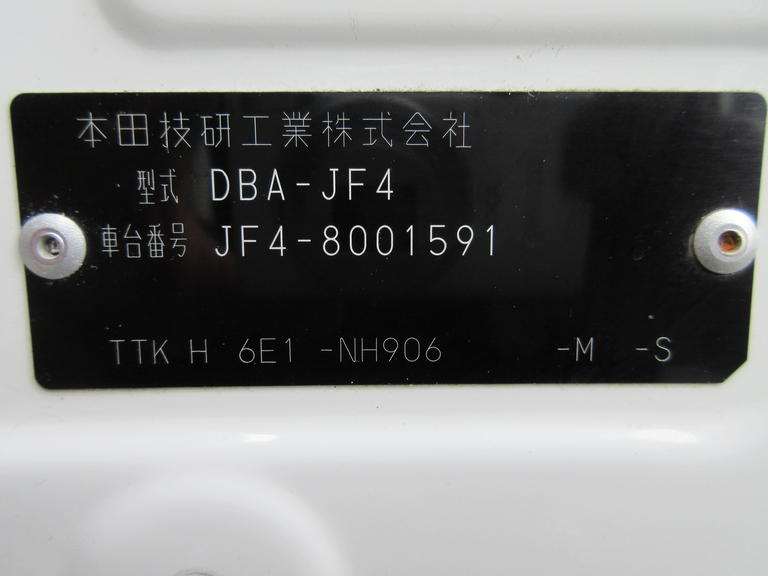 本田技研工業株式会社
型式 DBA-JF4
車台番号 JF4-8001591
TTK H 6E1 -NH906 -M -S